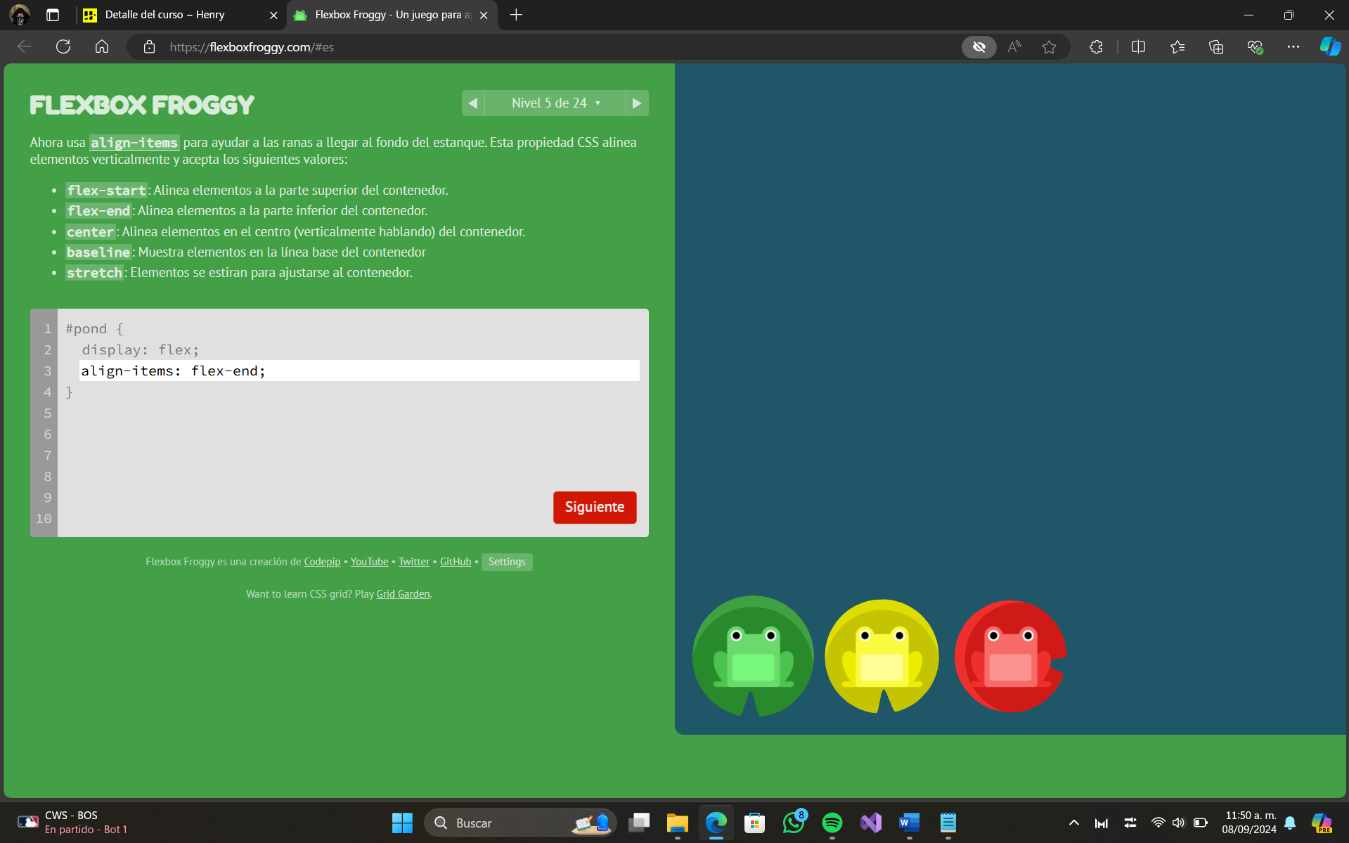 Detalle del curso – Henry
Flexbox Froggy - Un juego para a
https://flexboxfroggy.com/#es
FLEXBOX FROGGY
Nivel 5 de 24
Ahora usa align-items para ayudar a las ranas a llegar al fondo del estanque. Esta propiedad CSS alinea
elementos verticalmente y acepta los siguientes valores:
• flex-start: Alinea elementos a la parte superior del contenedor.
• flex-end: Alinea elementos a la parte inferior del contenedor.
• center: Alinea elementos en el centro (verticalmente hablando) del contenedor.
• baseline: Muestra elementos en la línea base del contenedor
• stretch: Elementos se estiran para ajustarse al contenedor.
1 #pond {
2 display: flex;
3 align-items: flex-end;
4 }
5
6
7
8
9
10
Siguiente
Flexbox Froggy es una creación de Codepip • YouTube • Twitter • GitHub • Settings
Want to learn CSS grid? Play Grid Garden.
CWS - BOS
En partido - Bot 1
Buscar
8
W
PRE
11:50 a. m.
08/09/2024